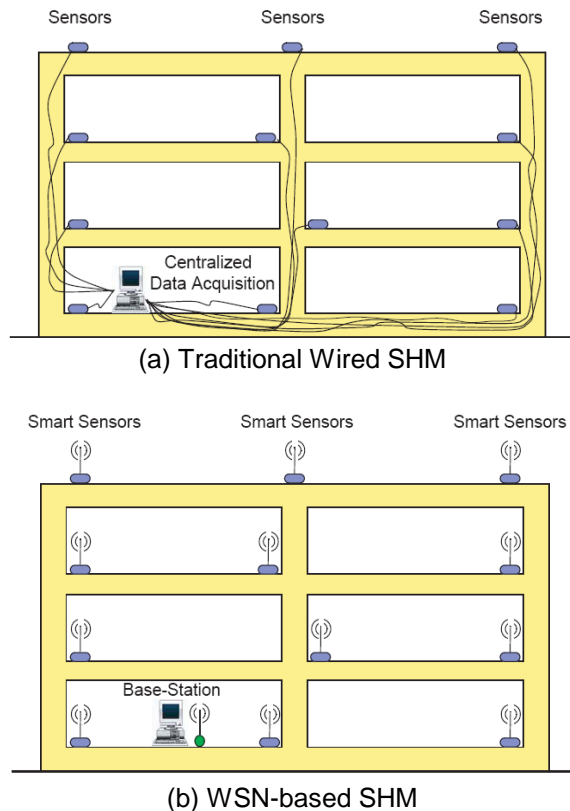 Sensors Sensors Sensors
Centralized
Data Acquisition
(a) Traditional Wired SHM
Smart Sensors Smart Sensors Smart Sensors
Base-Station
(b) WSN-based SHM